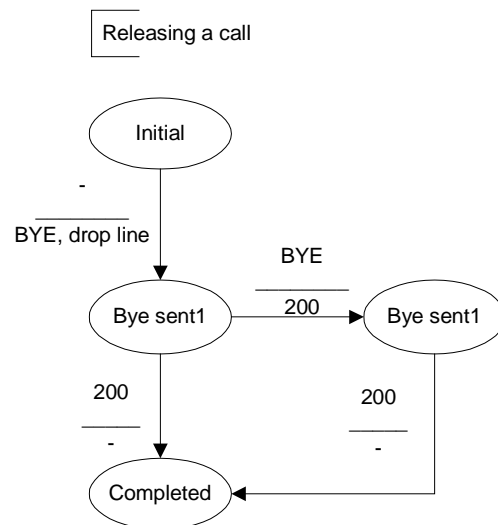 Releasing a call
Initial
-
BYE, drop line
BYE
200
Bye sent1
Bye sent1
200
-
200
-
Completed